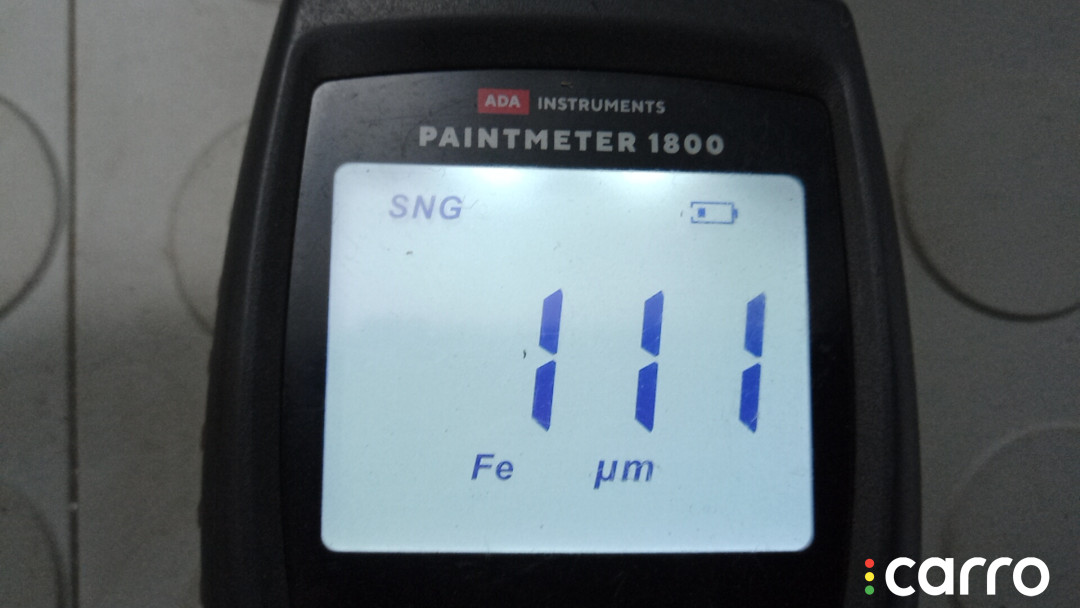 ADA INSTRUMENTS
PAINTMETER 1800
SNG
111
Fe µm
carro